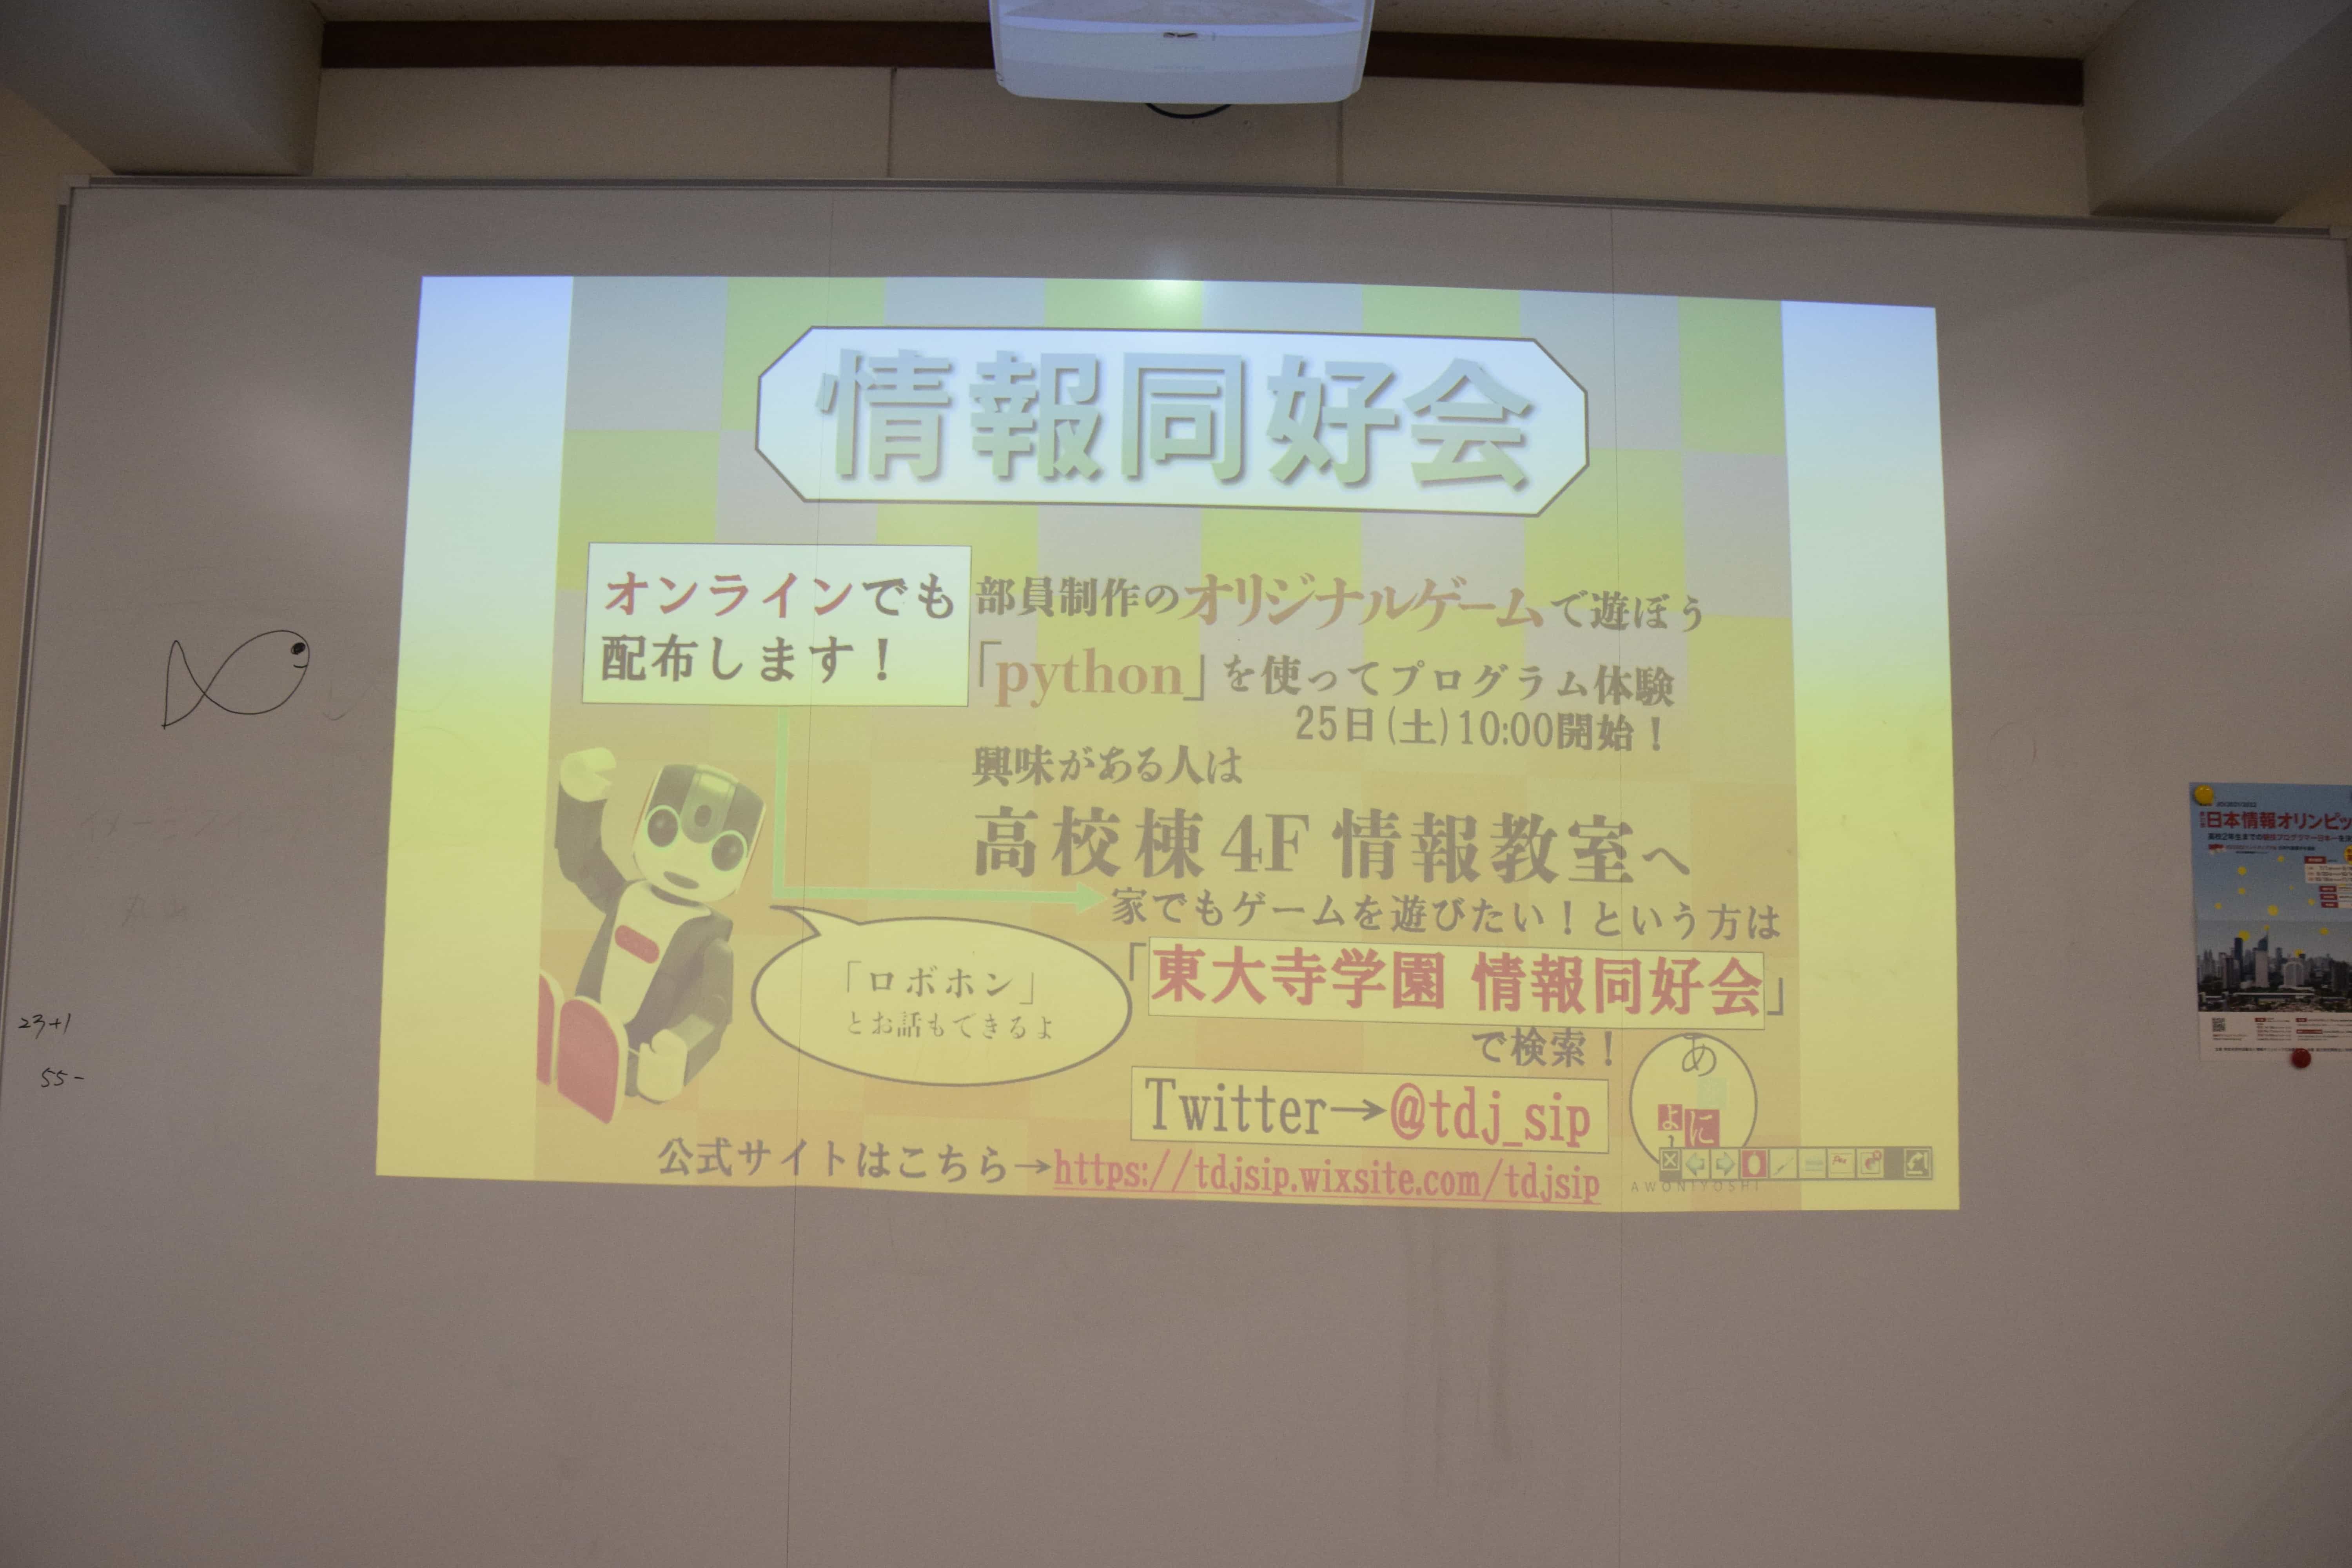 情報同好会
オンラインでも
配布します！
部員制作のオリジナルゲームで遊ぼう
「python」を使ってプログラム体験
25日(土)10:00開始！
興味がある人は
高校棟4F 情報教室へ
家でもゲームを遊びたい！という方は
「東大寺学園 情報同好会」
で検索！
「ロボホン」
とお話もできるよ
Twitter→@tdj_sip
公式サイトはこちら→https://tdjsip.wixsite.com/tdjsip
あ
よに
AWONIYOSHI
23+1
55-
日本情報オリンピッ